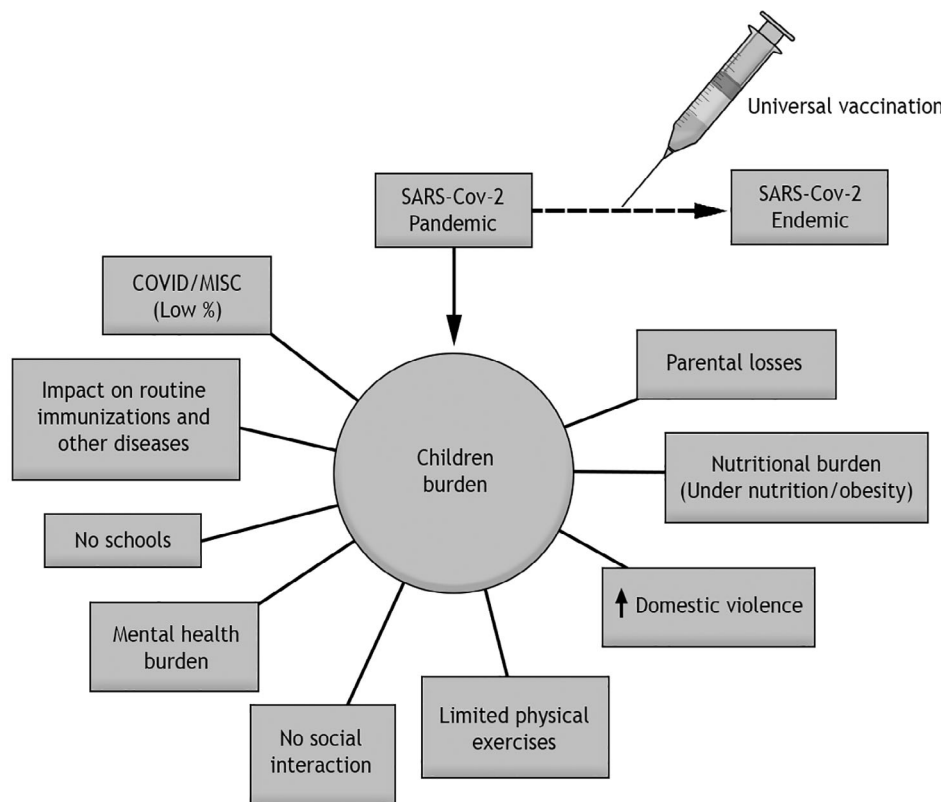 Universal vaccination
SARS-Cov-2
Pandemic
SARS-Cov-2
Endemic
COVID/MISC
(Low %)
Parental losses
Impact on routine
immunizations and
other diseases
Children
burden
Nutritional burden
(Under nutrition/obesity)
No schools
Domestic violence
Mental health
burden
No social
interaction
Limited physical
exercises